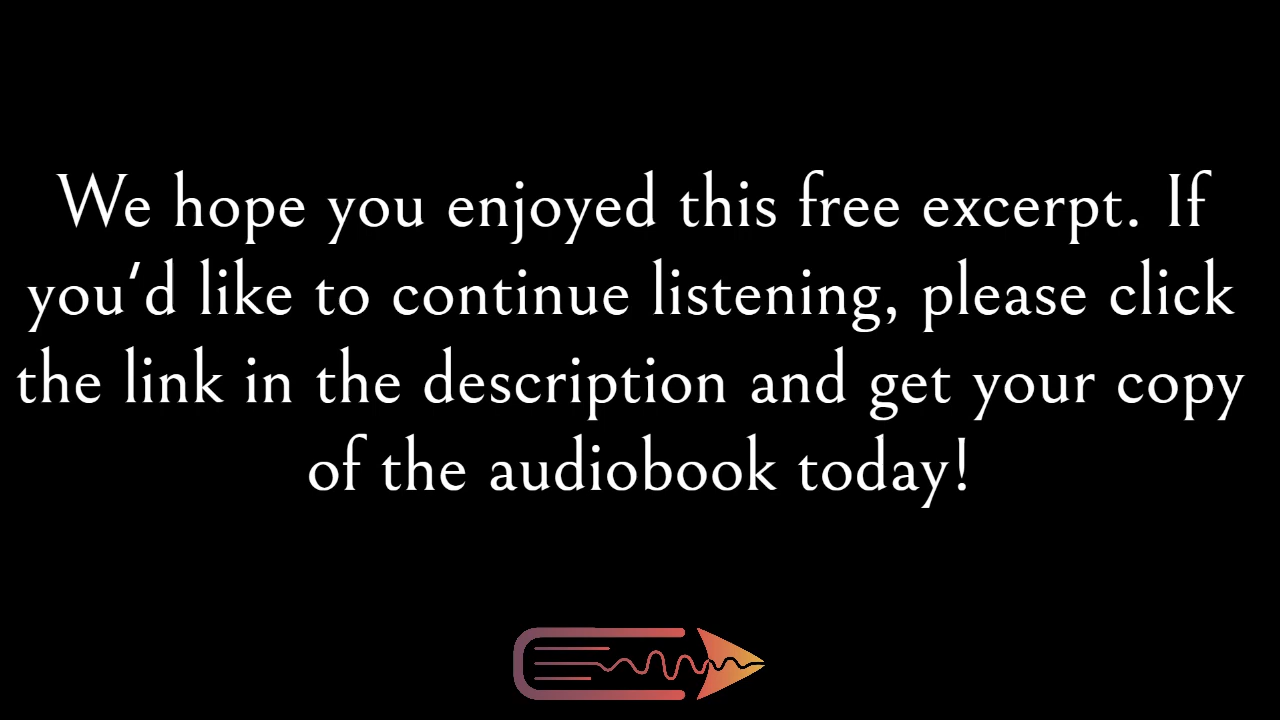 We hope you enjoyed this free excerpt. If
you'd like to continue listening, please click
the link in the description and get your copy
of the audiobook today!